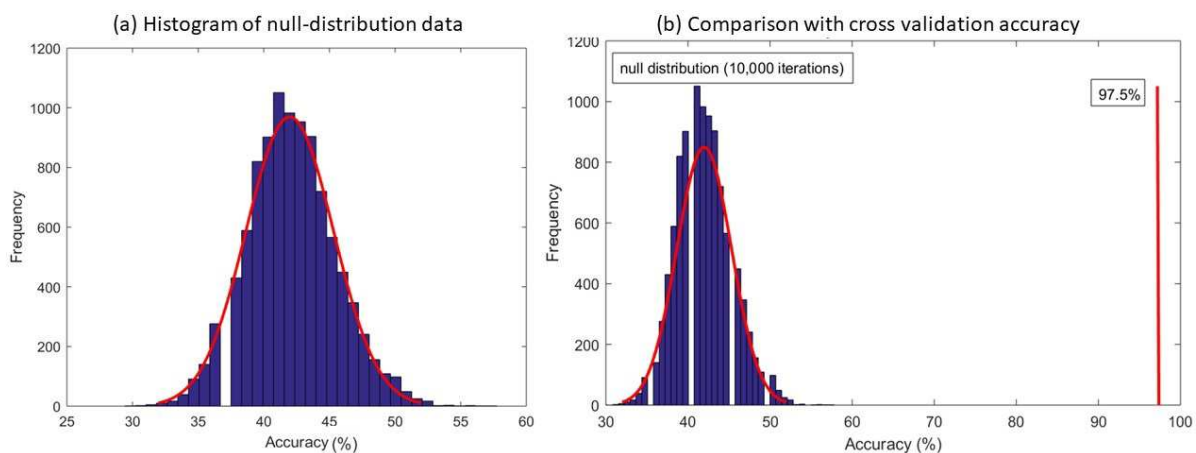 (a) Histogram of null-distribution data
1200
1000
800
600
400
200
0
Frequency
25 30 35 40 45 50 55 60
Accuracy (%)
(b) Comparison with cross validation accuracy
1200
1000
800
600
400
200
0
Frequency
null distribution (10,000 iterations)
97.5%
30 40 50 60 70 80 90 100
Accuracy (%)